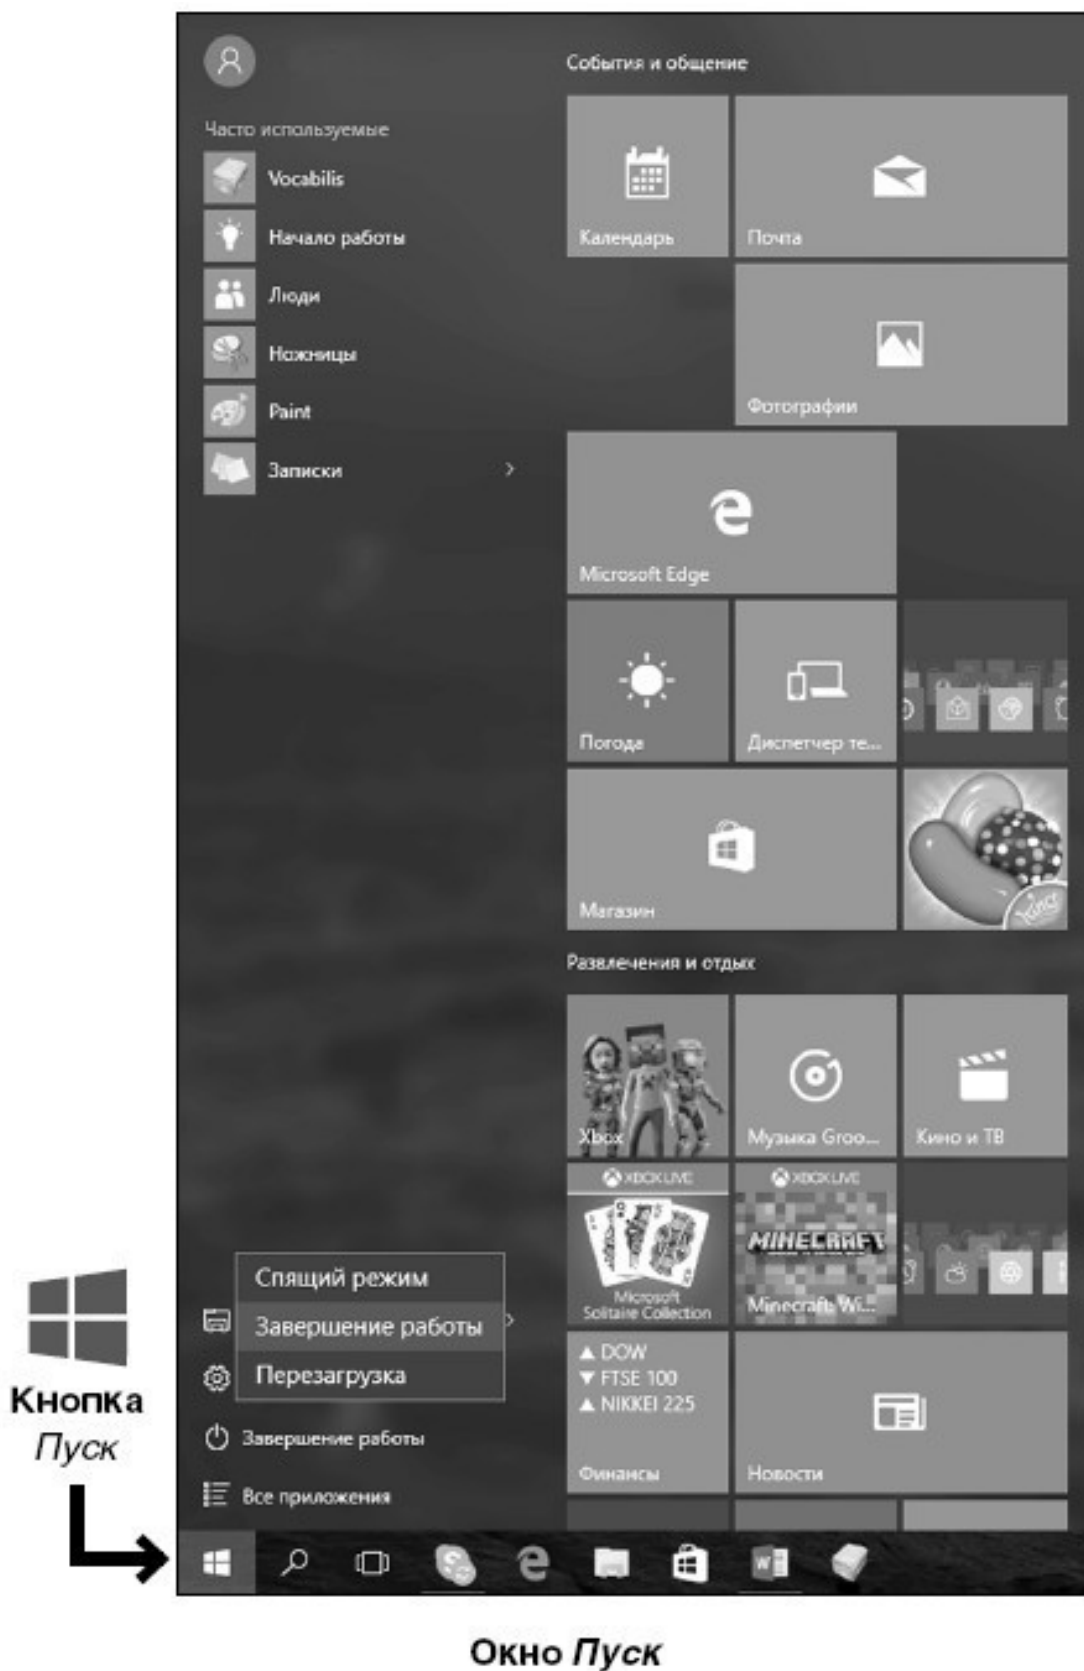 События и общение
Часто используемые
Vocabilis
Начало работы
Люди
Ножницы
Paint
Записки
Календарь
Почта
Фотографии
Microsoft Edge
Погода
Диспетчер те...
Магазин
King
Развлечения и отдых
Xbox
Музыка Groo...
Кино и ТВ
XBOX LIVE
Microsoft
Solitaire Collection
XBOX LIVE
MINECRAFT
Minecraft: Wi...
DOW
FTSE 100
NIKKEI 225
Финансы
Новости
Спящий режим
Завершение работы
Перезагрузка
Завершение работы
Все приложения
Кнопка
Пуск
Окно Пуск